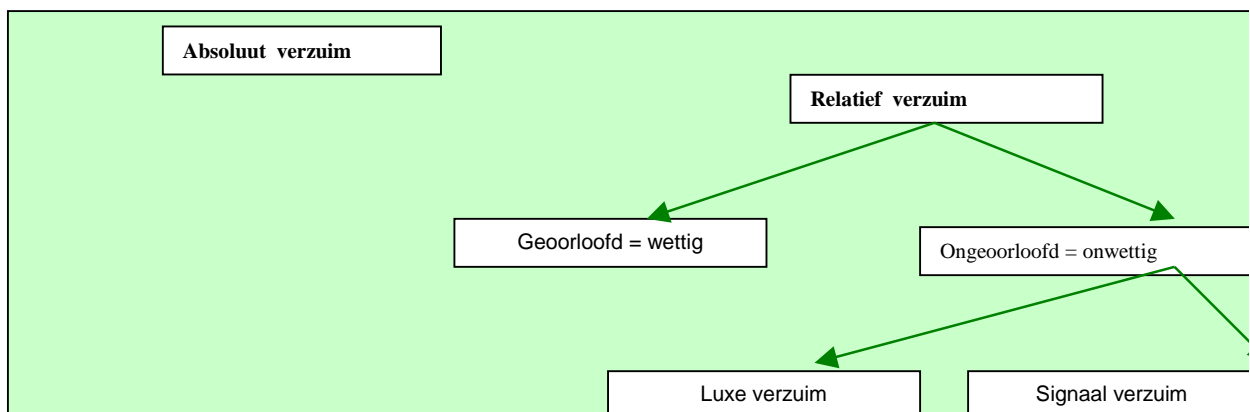 Absoluut verzuim
Relatief verzuim
Geoorloofd = wettig
Ongeoorloofd = onwettig
Luxe verzuim
Signaal verzuim